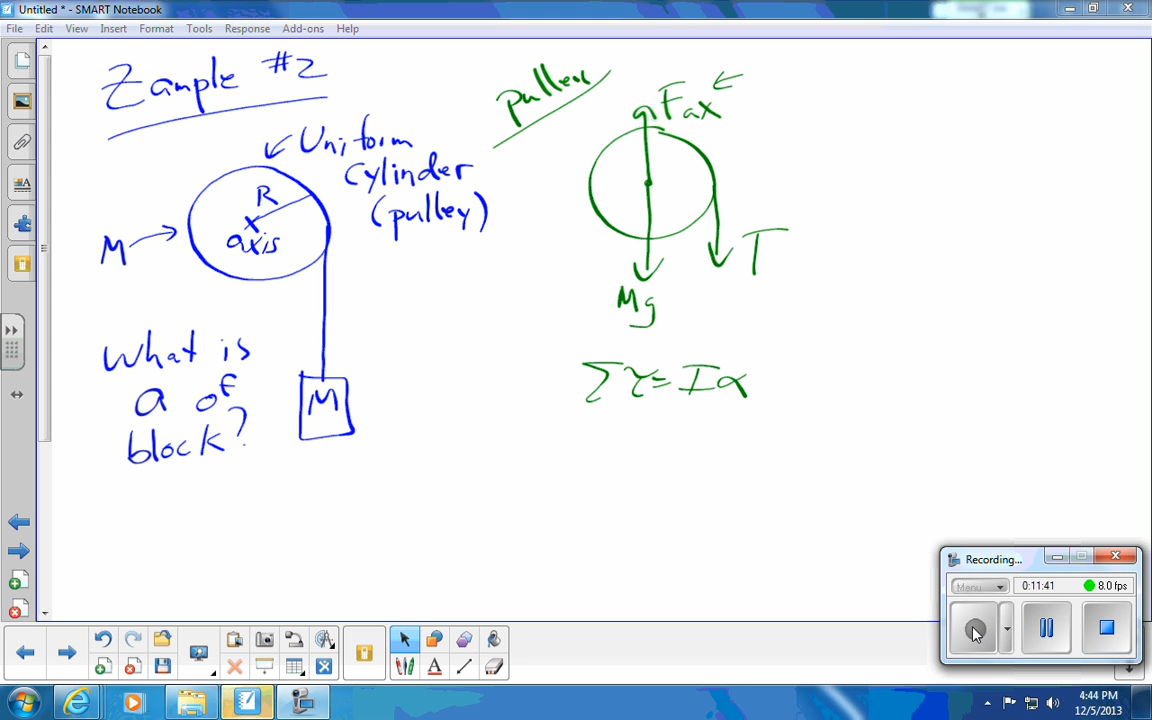 Untitled * - SMART Notebook
File Edit View Insert Format Tools Response Add-ons Help
Zample #2
Uniform
cylinder
(pulley)
R
axis
M
What is
a of
block?
M
pulley
Fax
T
Mg
Στ = Iα
Recording...
Menu
0:11:41
8.0 fps
A
4:44 PM
12/5/2013